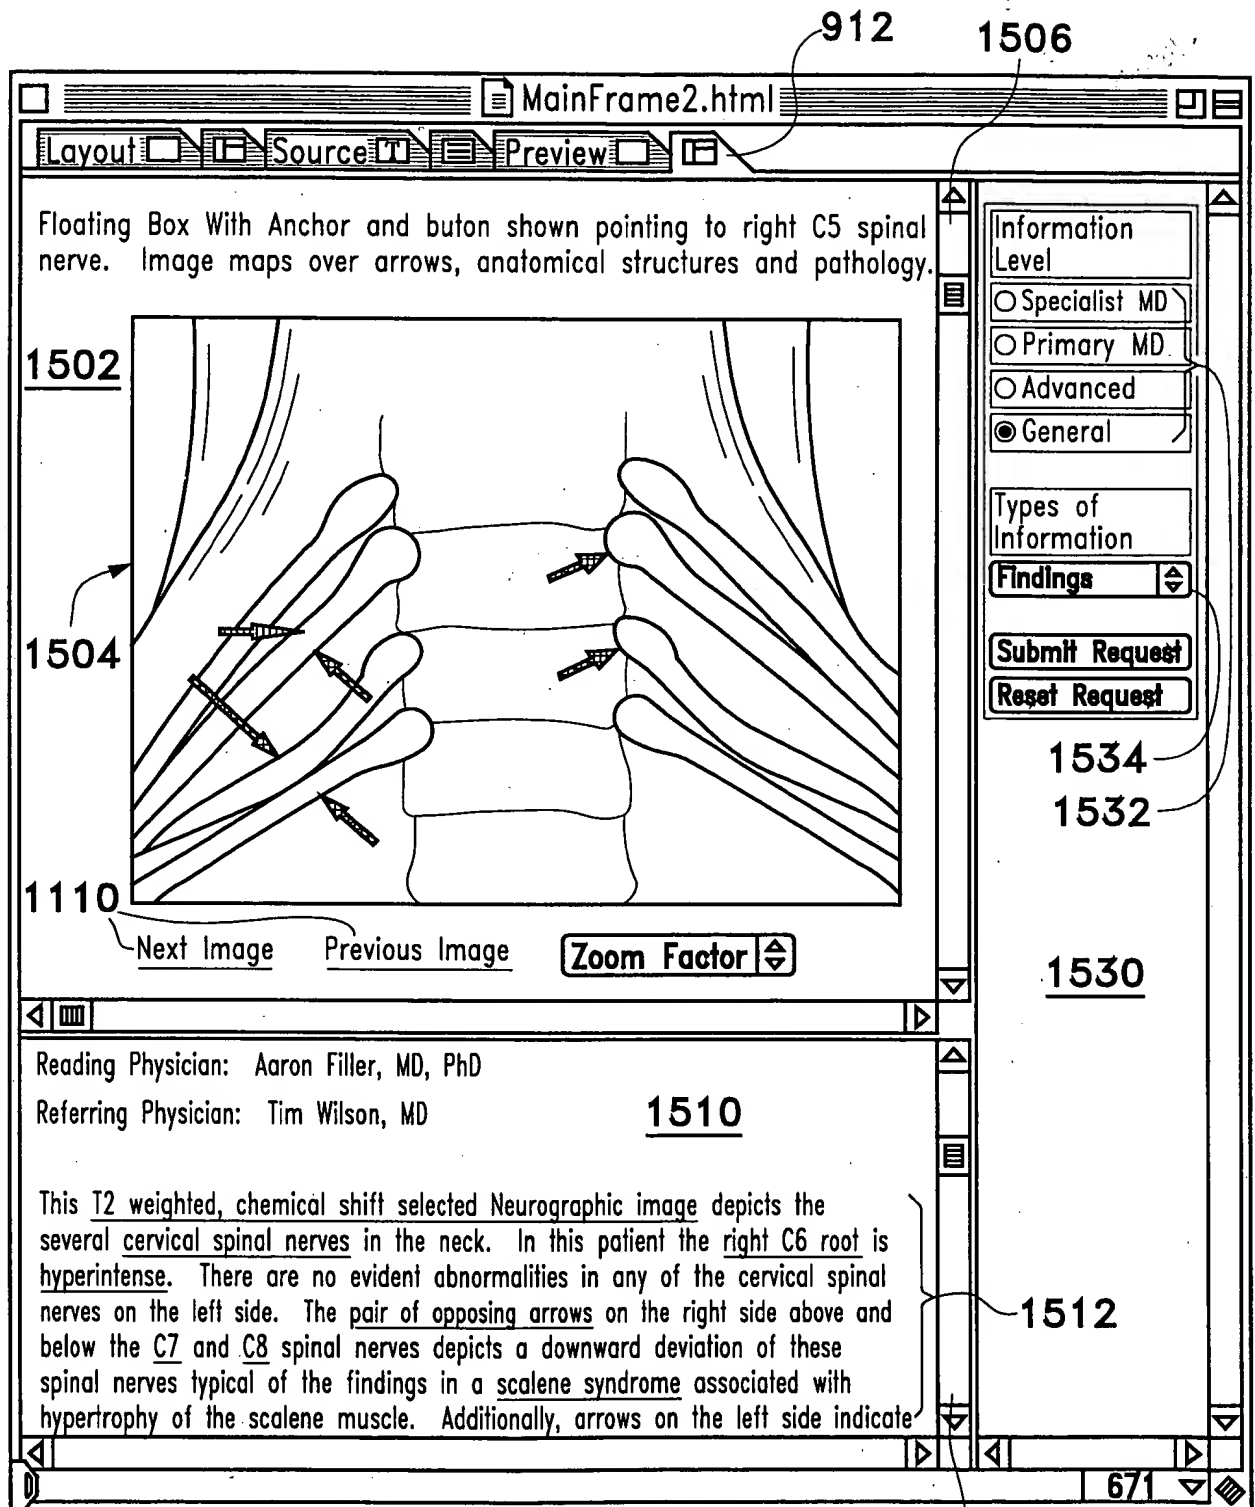 912
1506
MainFrame2.html
Layout Source T Preview
Floating Box With Anchor and buton shown pointing to right C5 spinal
nerve. Image maps over arrows, anatomical structures and pathology.
1502
1504
1110
Next Image Previous Image Zoom Factor
Information
Level
Specialist MD
Primary MD
Advanced
General
Types of
Information
Findings
Submit Request
Reset Request
1534
1532
1530
Reading Physician: Aaron Filler, MD, PhD
Referring Physician: Tim Wilson, MD
1510
This T2 weighted, chemical shift selected Neurographic image depicts the
several cervical spinal nerves in the neck. In this patient the right C6 root is
hyperintense. There are no evident abnormalities in any of the cervical spinal
nerves on the left side. The pair of opposing arrows on the right side above and
below the C7 and C8 spinal nerves depicts a downward deviation of these
spinal nerves typical of the findings in a scalene syndrome associated with
hypertrophy of the scalene muscle. Additionally, arrows on the left side indicate
1512
671